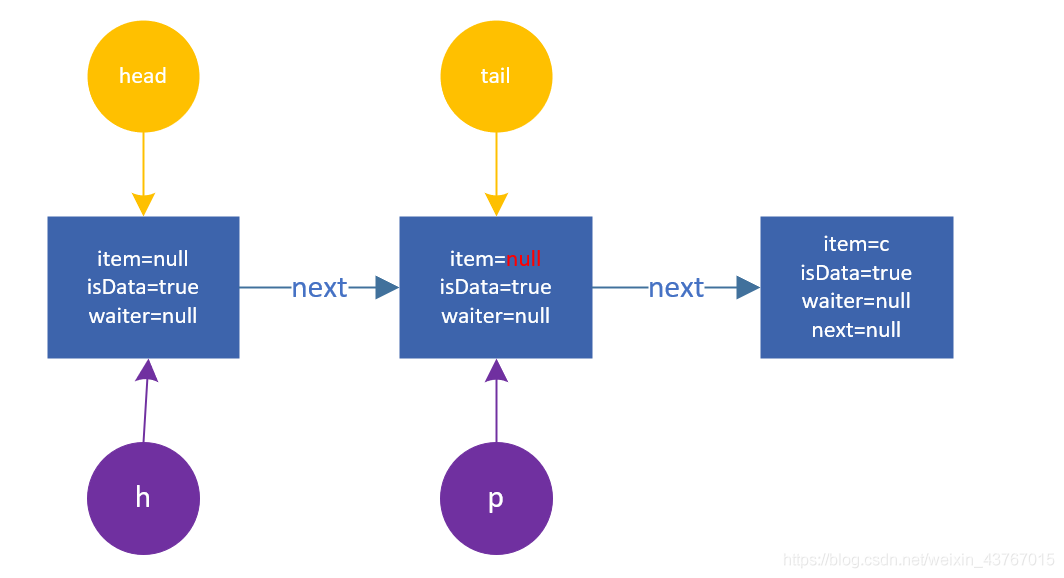 head
tail
item=null
isData=true
waiter=null
next
item=null
isData=true
waiter=null
next
item=c
isData=true
waiter=null
next=null
h
p
https://blog.csdn.net/weixin_43767015